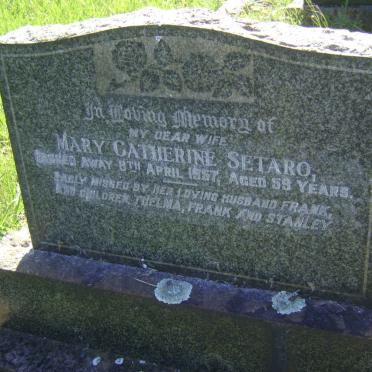 In Loving Memory of
MY DEAR WIFE
MARY CATHERINE SETARO,
PASSED AWAY 8TH APRIL 1957, AGED 59 YEARS.
SADLY MISSED BY HER LOVING HUSBAND FRANK,
AND CHILDREN THELMA, FRANK AND STANLEY